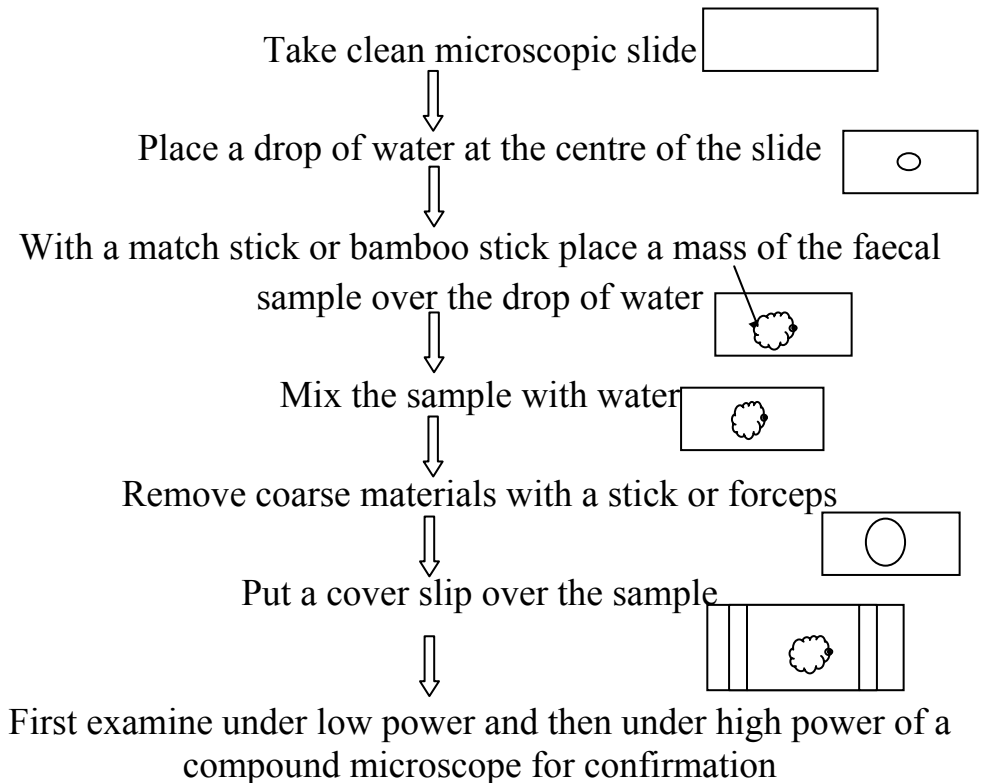 Take clean microscopic slide
Place a drop of water at the centre of the slide
With a match stick or bamboo stick place a mass of the faecal
sample over the drop of water
Mix the sample with water
Remove coarse materials with a stick or forceps
Put a cover slip over the sample
First examine under low power and then under high power of a
compound microscope for confirmation